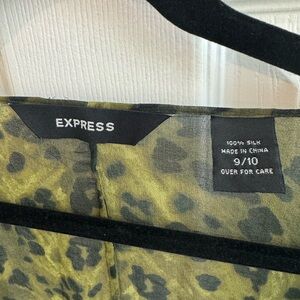 EXPRESS
100% SILK
MADE IN CHINA
9/10
OVER FOR CARE